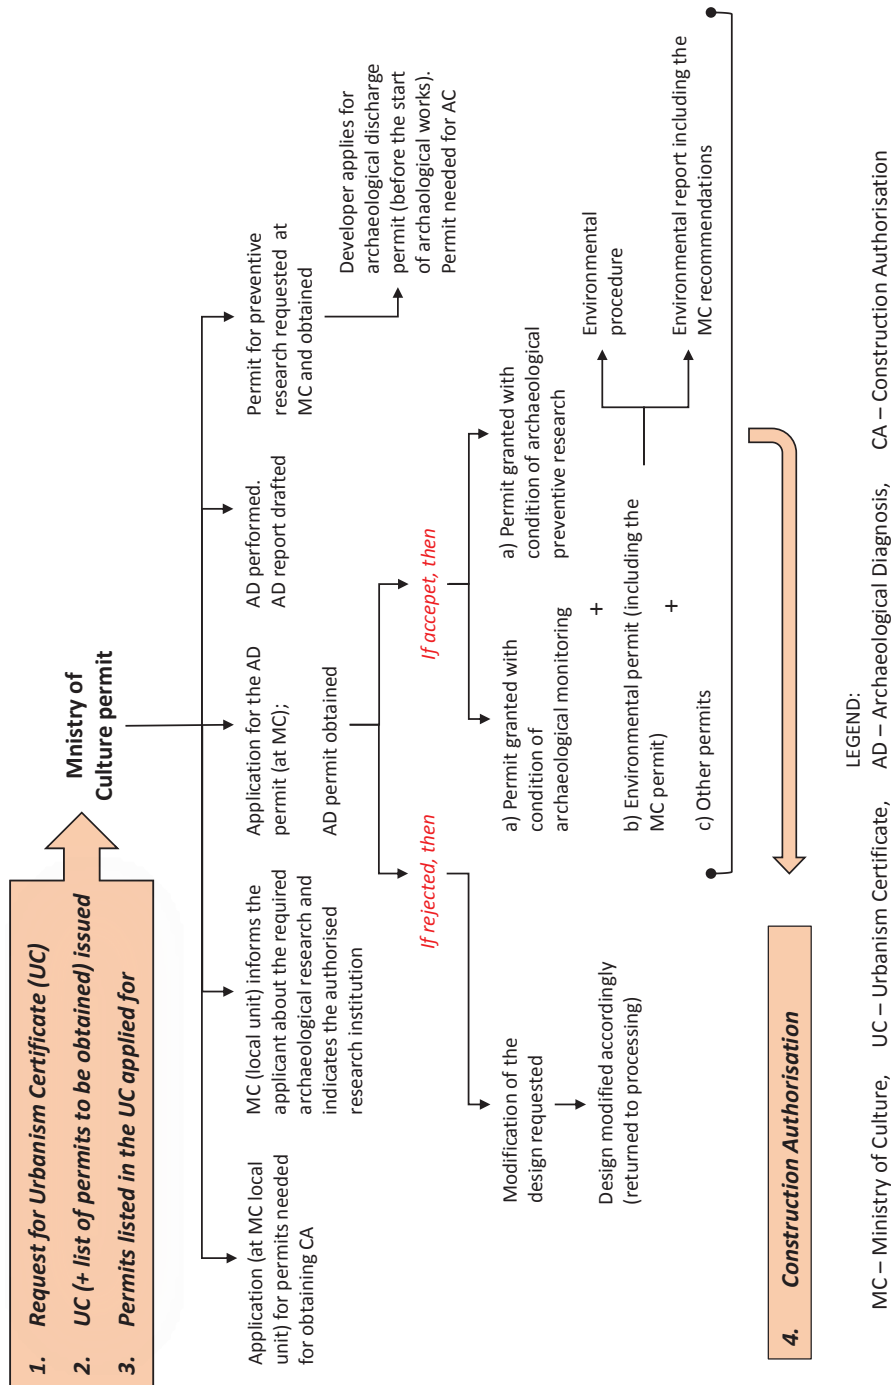 1. Request for Urbanism Certificate (UC)
2. UC (+ list of permits to be obtained) issued
3. Permits listed in the UC applied for
Mnistry of
Culture permit
Application (at MC local
unit) for permits needed
for obtaining CA
MC (local unit) informs the
applicant about the required
archaeological research and
indicates the authorised
research institution
Application for the AD
permit (at MC);
AD permit obtained
AD performed.
AD report drafted
Permit for preventive
research requested at
MC and obtained
Developer applies for
archaeological discharge
permit (before the start
of archaological works).
Permit needed for AC
If rejected, then
If accepet, then
Modification of the
design requested
Design modified accordingly
(returned to processing)
a) Permit granted with
condition of
archaeological monitoring
a) Permit granted with
condition of archaeological
preventive research
+
b) Environmental permit (including the
MC permit)
+
c) Other permits
Environmental
procedure
Environmental report including the
MC recommendations
4. Construction Authorisation
LEGEND:
MC – Ministry of Culture, UC – Urbanism Certificate, AD – Archaeological Diagnosis, CA – Construction Authorisation